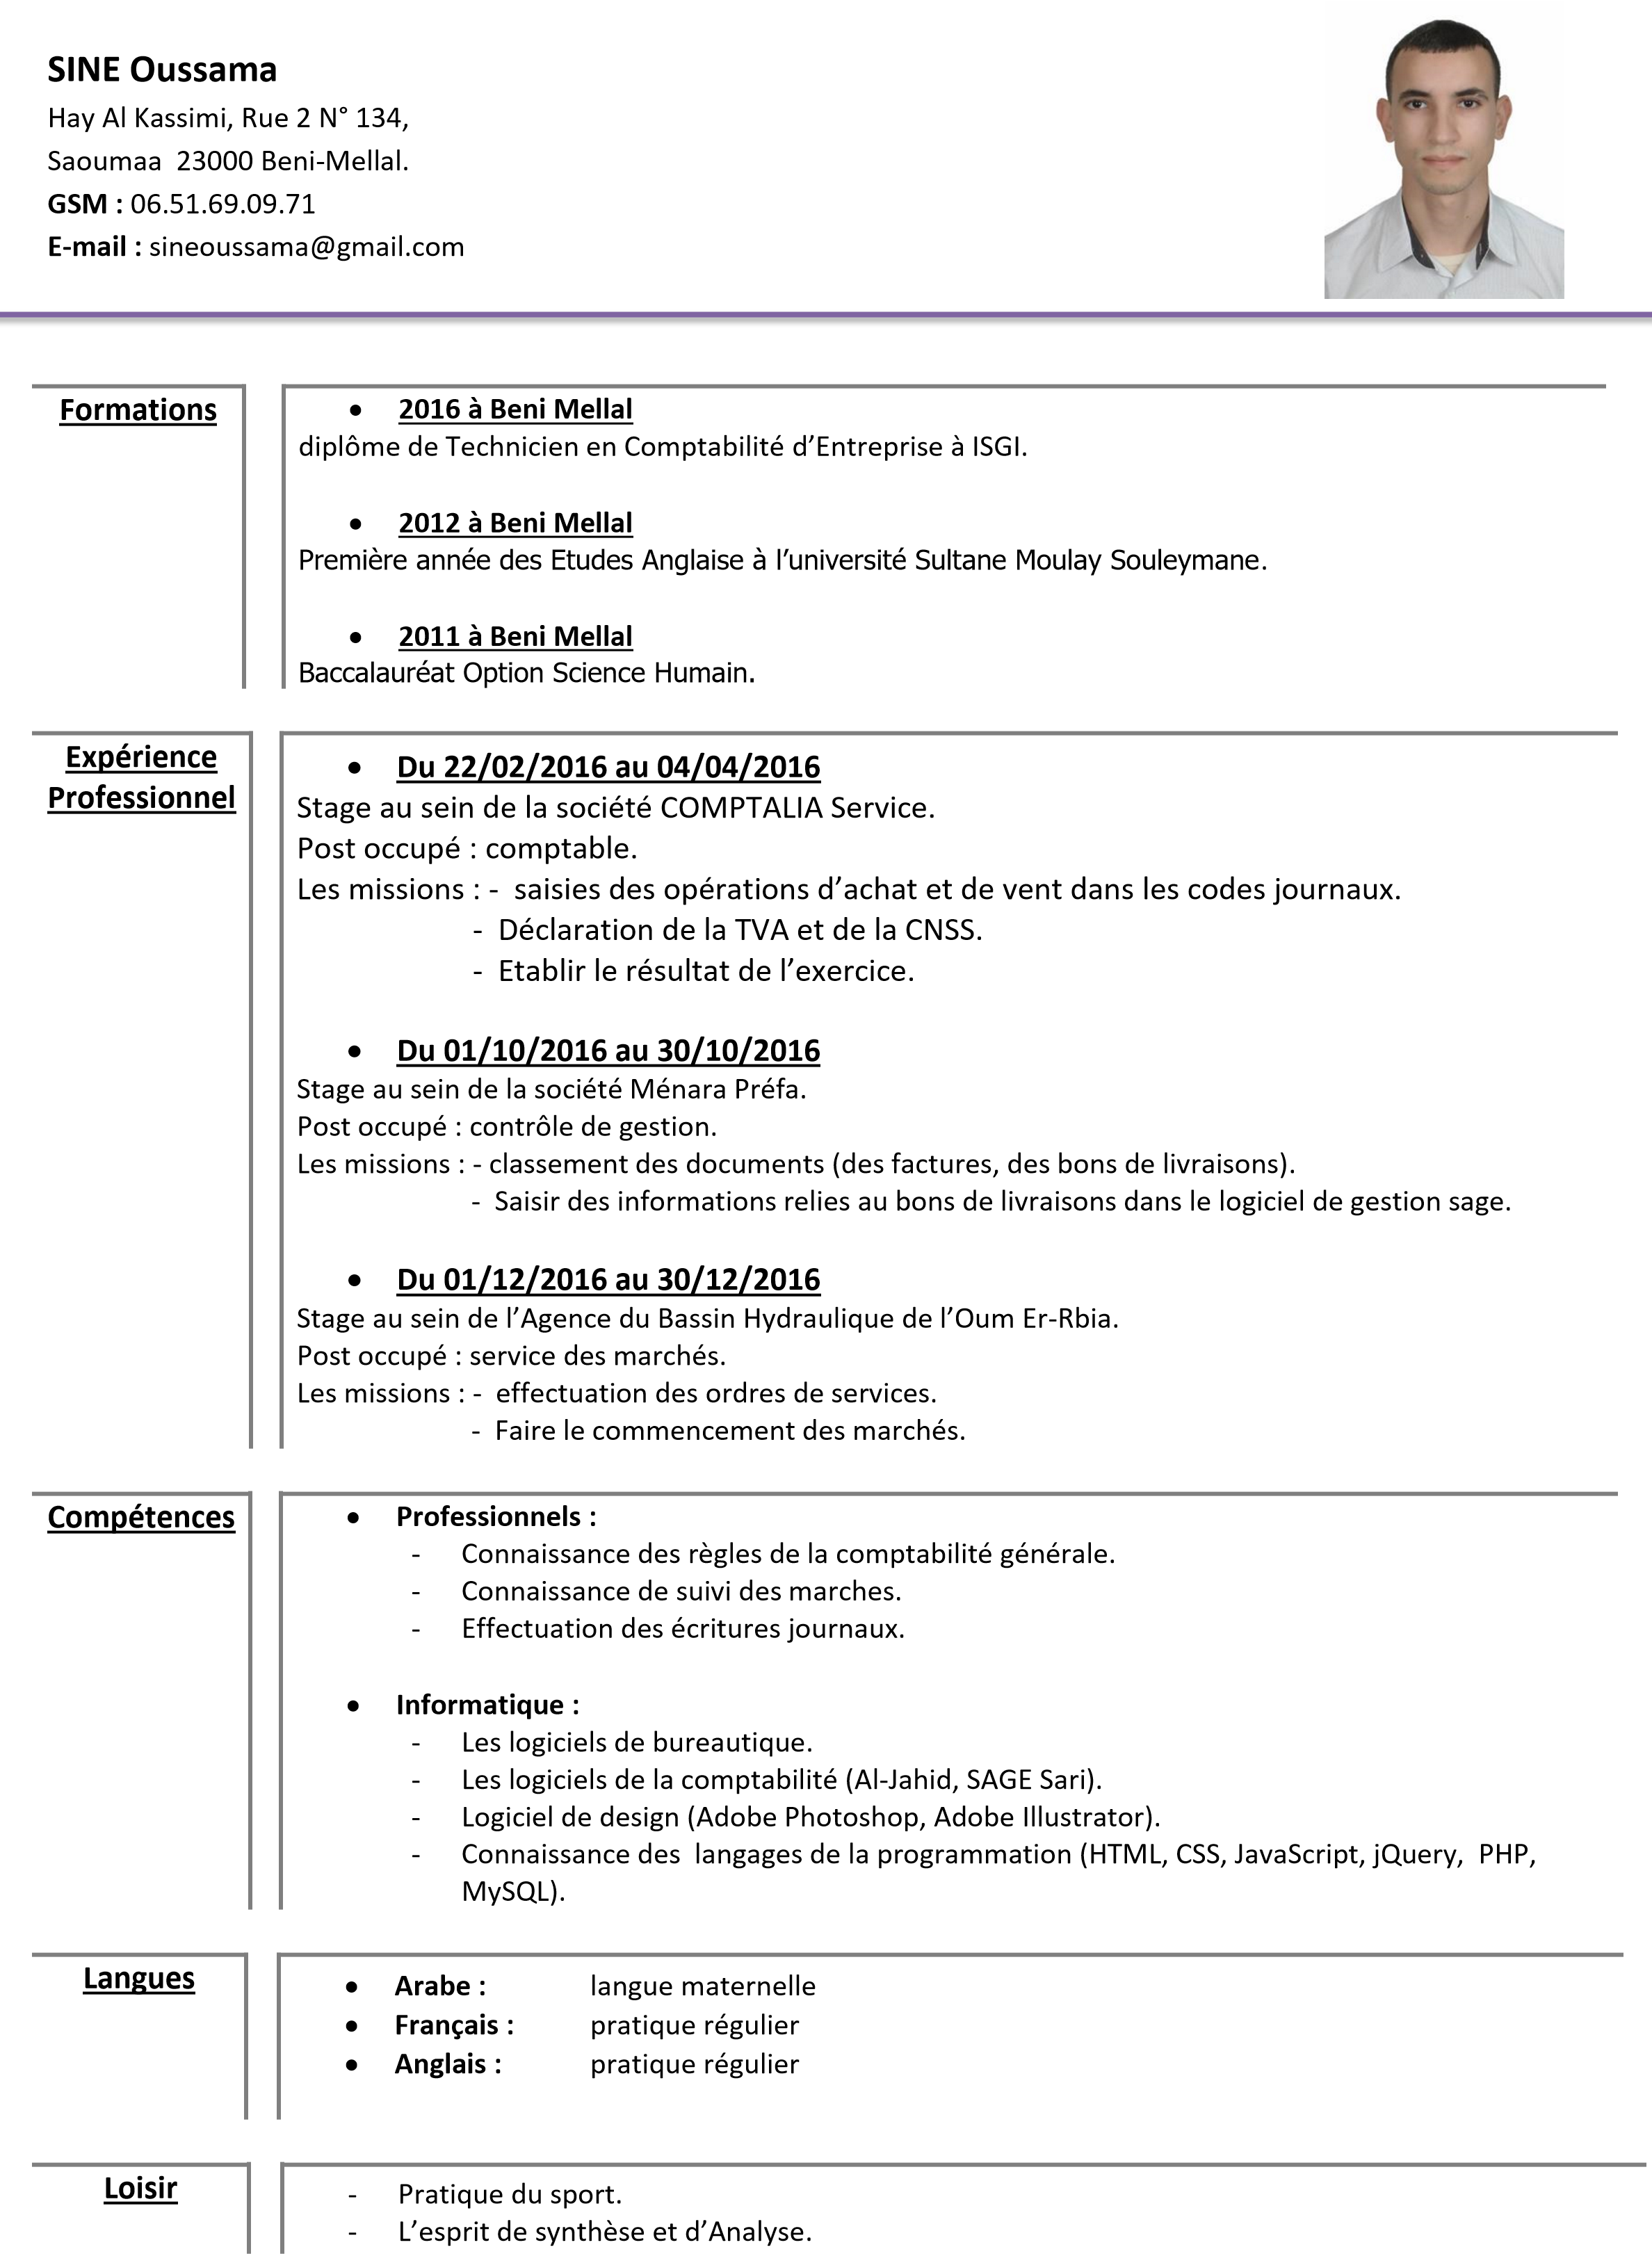 SINE Oussama
Hay Al Kassimi, Rue 2 N° 134,
Saoumaa  23000 Beni-Mellal.
GSM : 06.51.69.09.71
E-mail : sineoussama@gmail.com
Formations
• 2016 à Beni Mellal
diplôme de Technicien en Comptabilité d’Entreprise à ISGI.
• 2012 à Beni Mellal
Première année des Etudes Anglaise à l’université Sultane Moulay Souleymane.
• 2011 à Beni Mellal
Baccalauréat Option Science Humain.
Expérience
Professionnel
• Du 22/02/2016 au 04/04/2016
Stage au sein de la société COMPTALIA Service.
Post occupé : comptable.
Les missions : -  saisies des opérations d’achat et de vent dans les codes journaux.
-  Déclaration de la TVA et de la CNSS.
-  Etablir le résultat de l’exercice.
• Du 01/10/2016 au 30/10/2016
Stage au sein de la société Ménara Préfa.
Post occupé : contrôle de gestion.
Les missions : - classement des documents (des factures, des bons de livraisons).
-  Saisir des informations relies au bons de livraisons dans le logiciel de gestion sage.
• Du 01/12/2016 au 30/12/2016
Stage au sein de l’Agence du Bassin Hydraulique de l’Oum Er-Rbia.
Post occupé : service des marchés.
Les missions : -  effectuation des ordres de services.
-  Faire le commencement des marchés.
Compétences
• Professionnels :
- Connaissance des règles de la comptabilité générale.
- Connaissance de suivi des marches.
- Effectuation des écritures journaux.
• Informatique :
- Les logiciels de bureautique.
- Les logiciels de la comptabilité (Al-Jahid, SAGE Sari).
- Logiciel de design (Adobe Photoshop, Adobe Illustrator).
- Connaissance des  langages de la programmation (HTML, CSS, JavaScript, jQuery,  PHP,
MySQL).
Langues
• Arabe : langue maternelle
• Français : pratique régulier
• Anglais : pratique régulier
Loisir
- Pratique du sport.
- L’esprit de synthèse et d’Analyse.